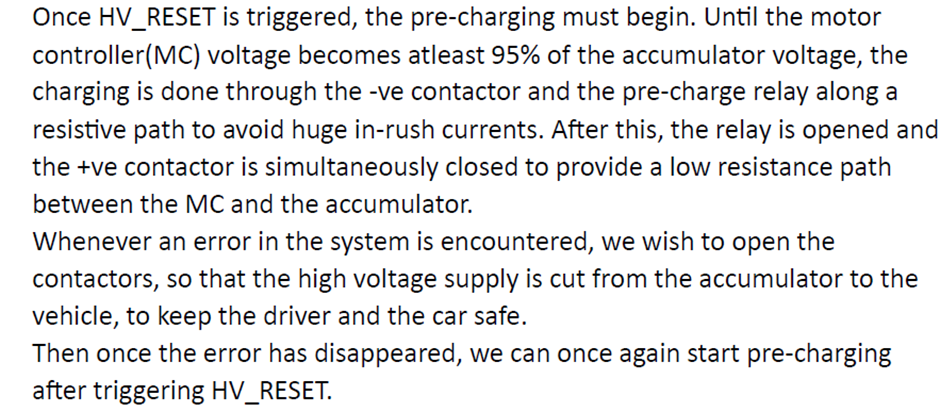 Once HV_RESET is triggered, the pre-charging must begin. Until the motor
controller(MC) voltage becomes atleast 95% of the accumulator voltage, the
charging is done through the -ve contactor and the pre-charge relay along a
resistive path to avoid huge in-rush currents. After this, the relay is opened and
the +ve contactor is simultaneously closed to provide a low resistance path
between the MC and the accumulator.
Whenever an error in the system is encountered, we wish to open the
contactors, so that the high voltage supply is cut from the accumulator to the
vehicle, to keep the driver and the car safe.
Then once the error has disappeared, we can once again start pre-charging
after triggering HV_RESET.